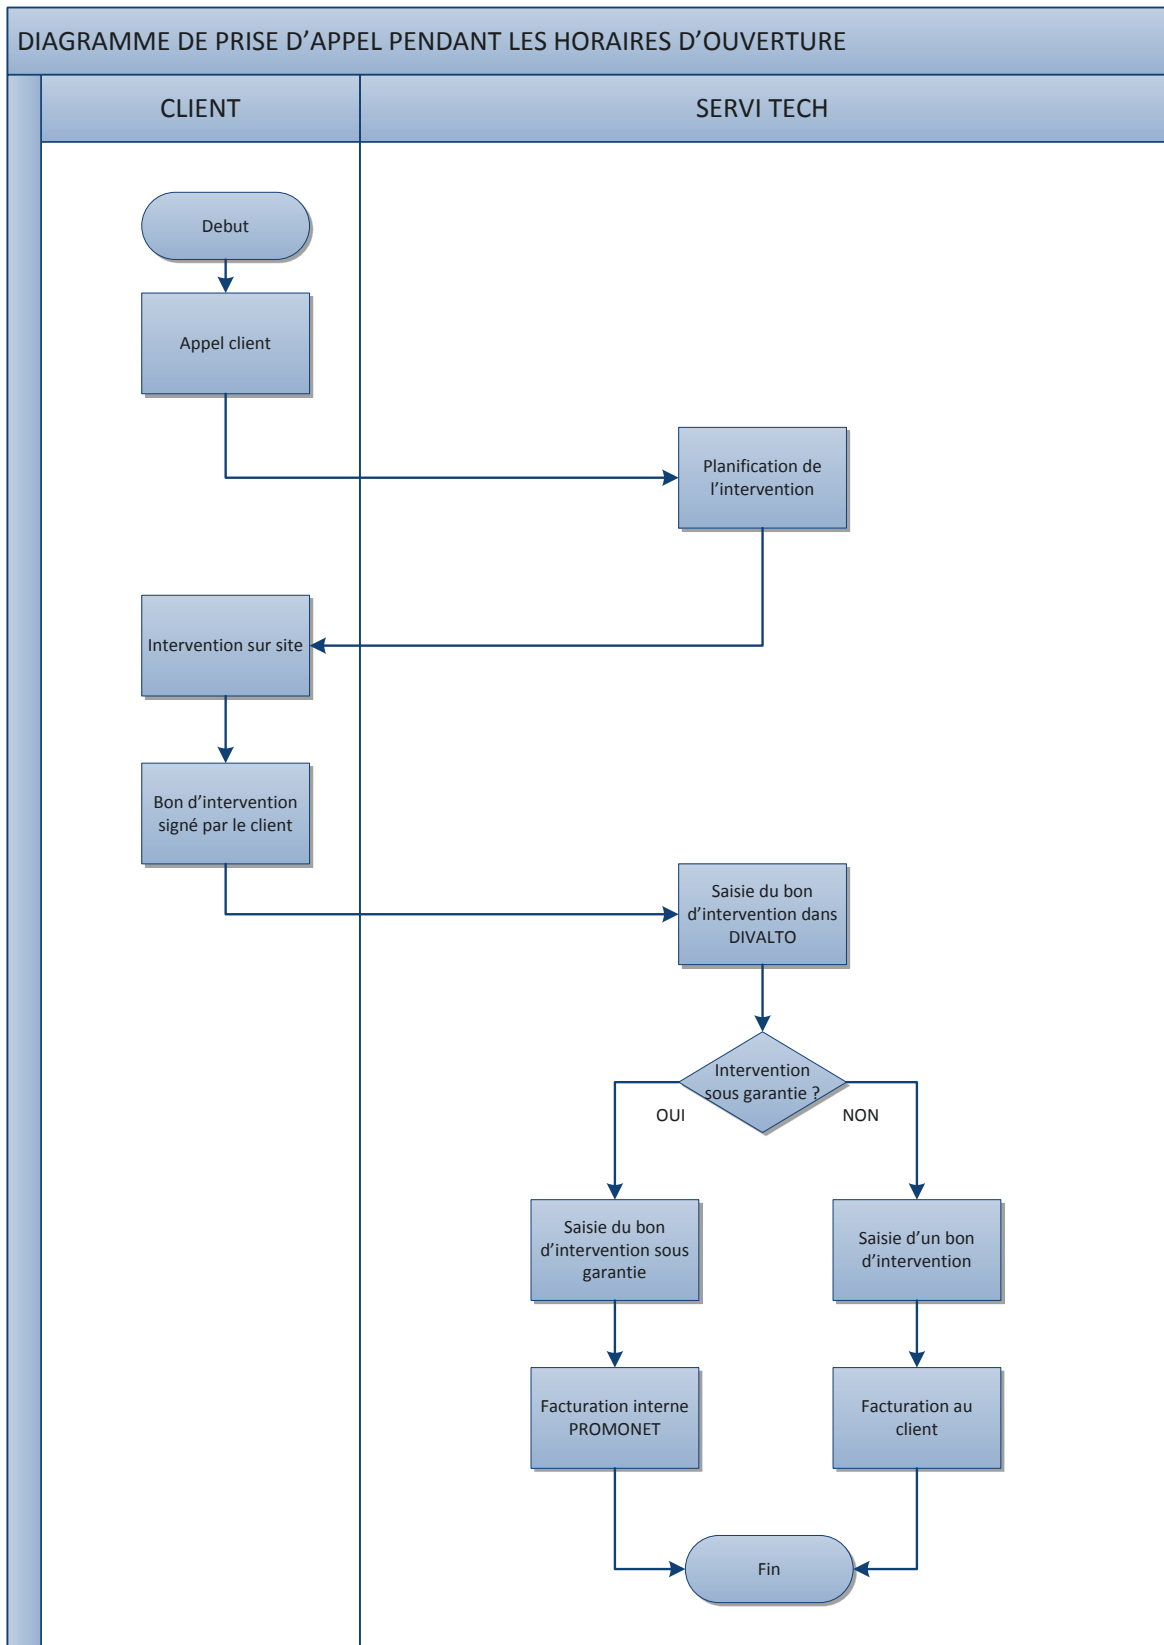 DIAGRAMME DE PRISE D’APPEL PENDANT LES HORAIRES D’OUVERTURE
CLIENT
SERVI TECH
Debut
Appel client
Planification de
l’intervention
Intervention sur site
Bon d’intervention
signé par le client
Saisie du bon
d’intervention dans
DIVALTO
Intervention
sous garantie ?
OUI
NON
Saisie du bon
d’intervention sous
garantie
Saisie d’un bon
d’intervention
Facturation interne
PROMONET
Facturation au
client
Fin